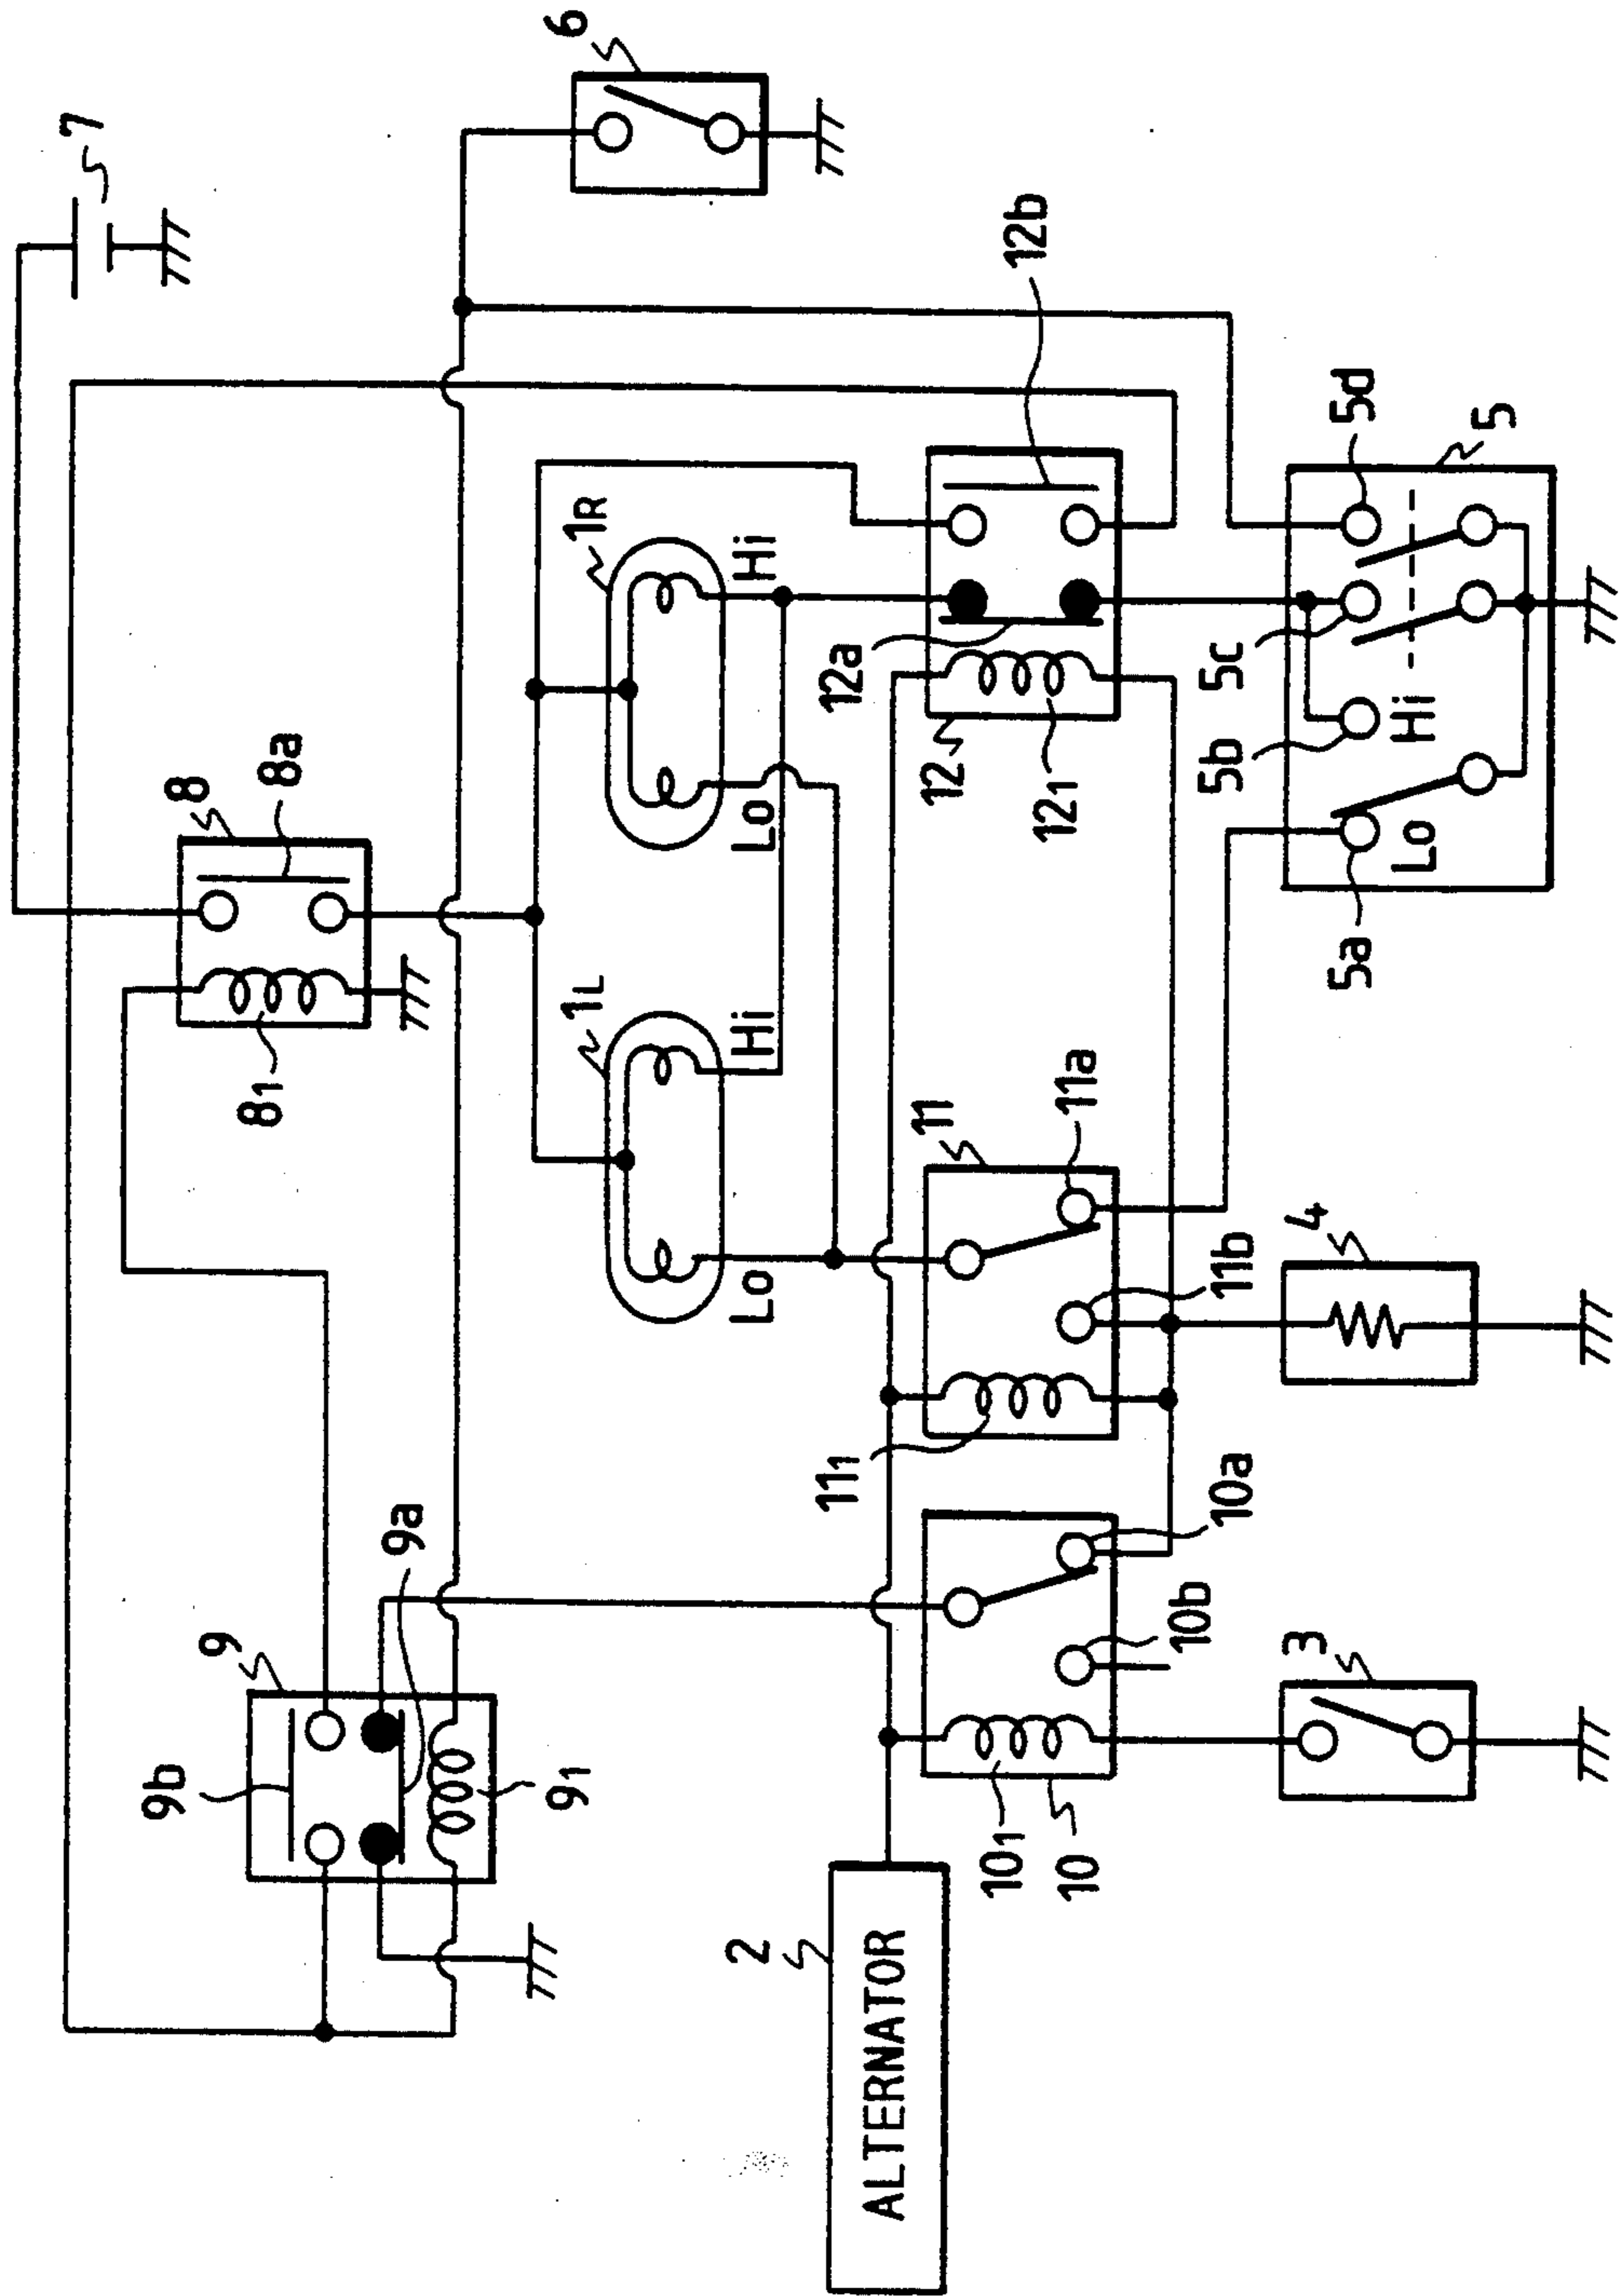 7
6
8
8a
8₁
1R
Hi
Lo
1L
Hi
Lo
9
9b
9a
9₁
12b
12a
12
12₁
11
11a
11b
11₁
10a
10b
10₁
10
2
ALTERNATOR
5d
5
5c
5b
Hi
5a
Lo
4
3